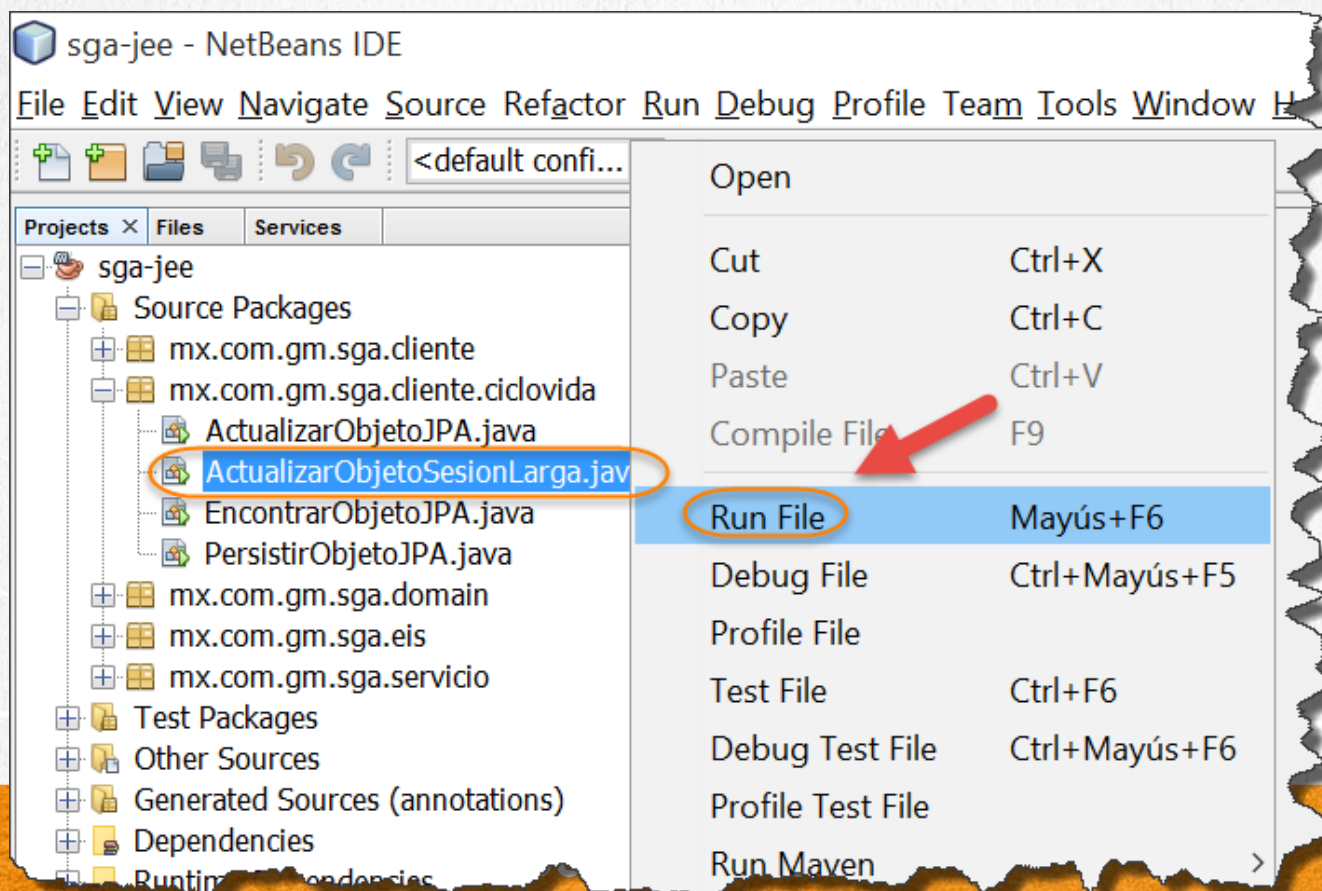 sga-jee - NetBeans IDE
File Edit View Navigate Source Refactor Run Debug Profile Team Tools Window H
<default confi...
Projects × Files Services
sga-jee
Source Packages
mx.com.gm.sga.cliente
mx.com.gm.sga.cliente.ciclovida
ActualizarObjetoJPA.java
ActualizarObjetoSesionLarga.jav
EncontrarObjetoJPA.java
PersistirObjetoJPA.java
mx.com.gm.sga.domain
mx.com.gm.sga.eis
mx.com.gm.sga.servicio
Test Packages
Other Sources
Generated Sources (annotations)
Dependencies
Open
Cut Ctrl+X
Copy Ctrl+C
Paste Ctrl+V
Compile File F9
Run File Mayús+F6
Debug File Ctrl+Mayús+F5
Profile File
Test File Ctrl+F6
Debug Test File Ctrl+Mayús+F6
Profile Test File
Run Maven >